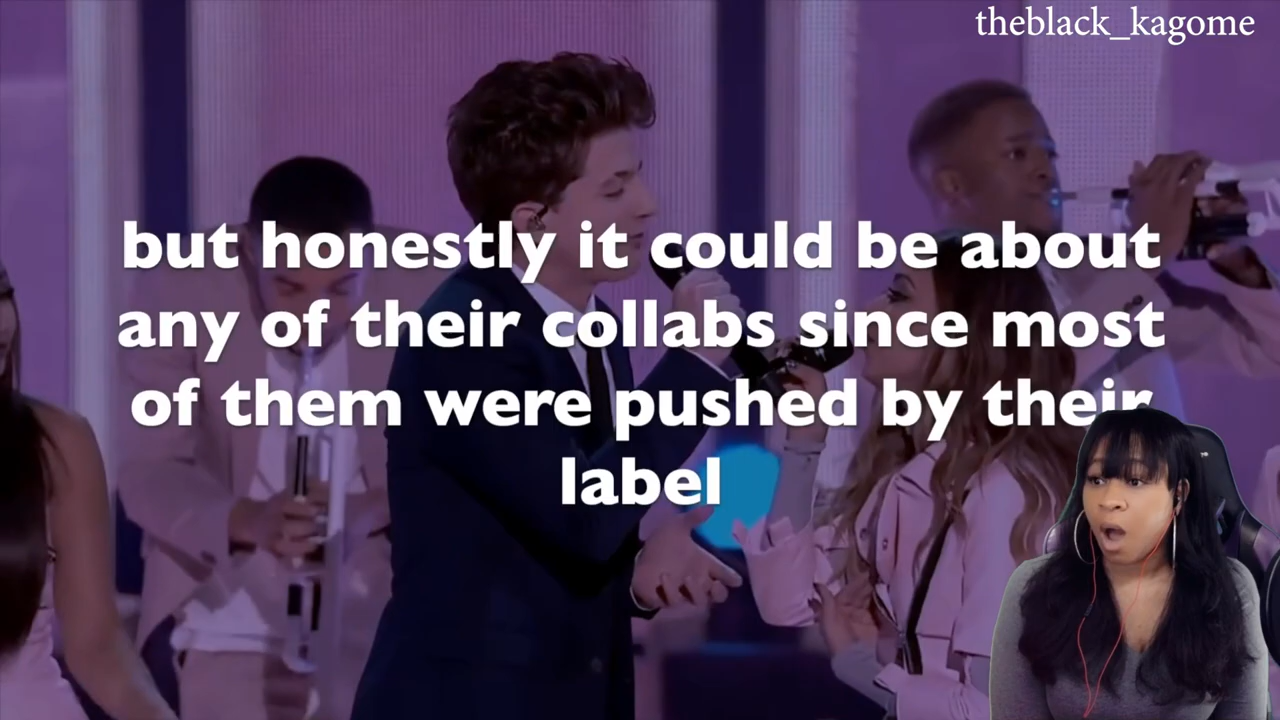 theblack_kagome
but honestly it could be about
any of their collabs since most
of them were pushed by their
label